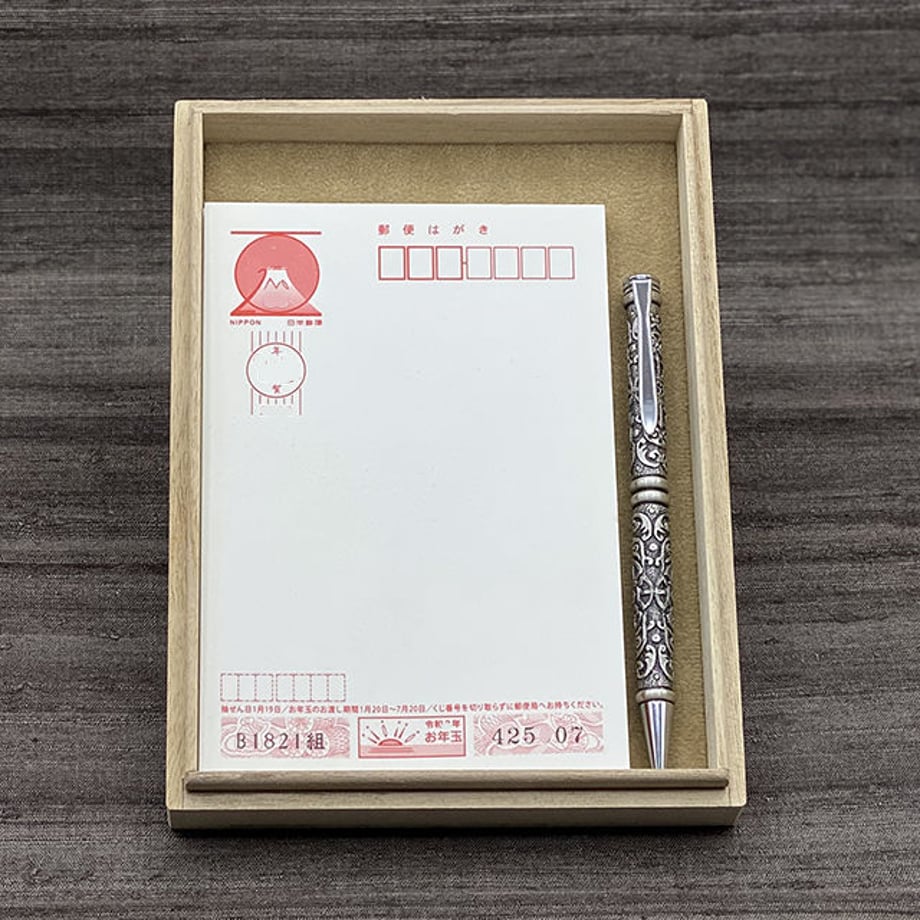 郵便はがき
NIPPON 日本郵便
年
賀
抽せん日1月19日／お年玉のお渡し期間1月20日〜7月20日／くじ番号を切り取らずに郵便局へお持ちください。
B1821組
お年玉
425 07